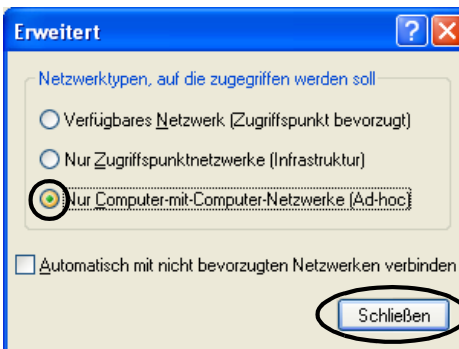 Erweitert
Netzwerktypen, auf die zugegriffen werden soll
Verfügbares Netzwerk (Zugriffspunkt bevorzugt)
Nur Zugriffspunktnetzwerke (Infrastruktur)
Nur Computer-mit-Computer-Netzwerke (Ad-hoc)
Automatisch mit nicht bevorzugten Netzwerken verbinden
Schließen